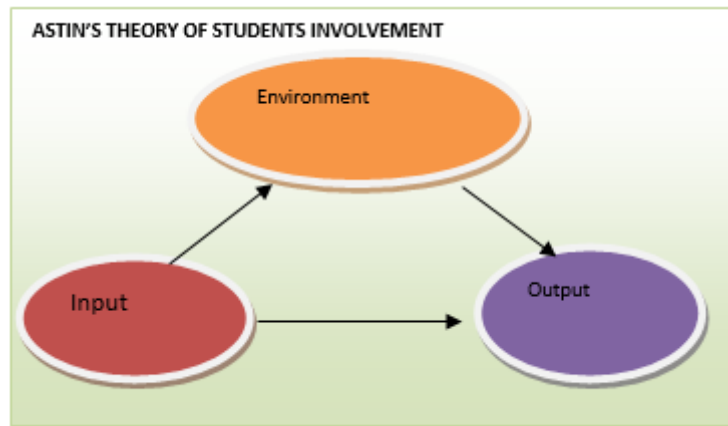 ASTIN'S THEORY OF STUDENTS INVOLVEMENT
Environment
Input
Output